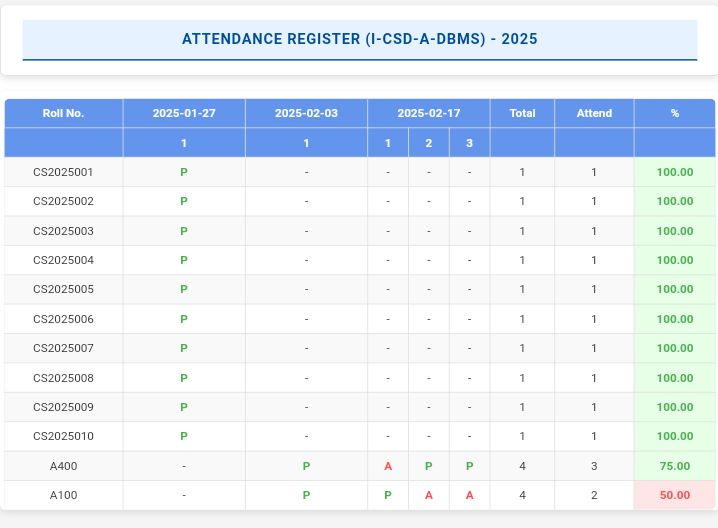 ATTENDANCE REGISTER (I-CSD-A-DBMS) - 2025
Roll No. 2025-01-27 2025-02-03 2025-02-17 Total Attend %
1 1 1 2 3
CS2025001 P - - - - 1 1 100.00
CS2025002 P - - - - 1 1 100.00
CS2025003 P - - - - 1 1 100.00
CS2025004 P - - - - 1 1 100.00
CS2025005 P - - - - 1 1 100.00
CS2025006 P - - - - 1 1 100.00
CS2025007 P - - - - 1 1 100.00
CS2025008 P - - - - 1 1 100.00
CS2025009 P - - - - 1 1 100.00
CS2025010 P - - - - 1 1 100.00
A400 - P A P P 4 3 75.00
A100 - P P A A 4 2 50.00